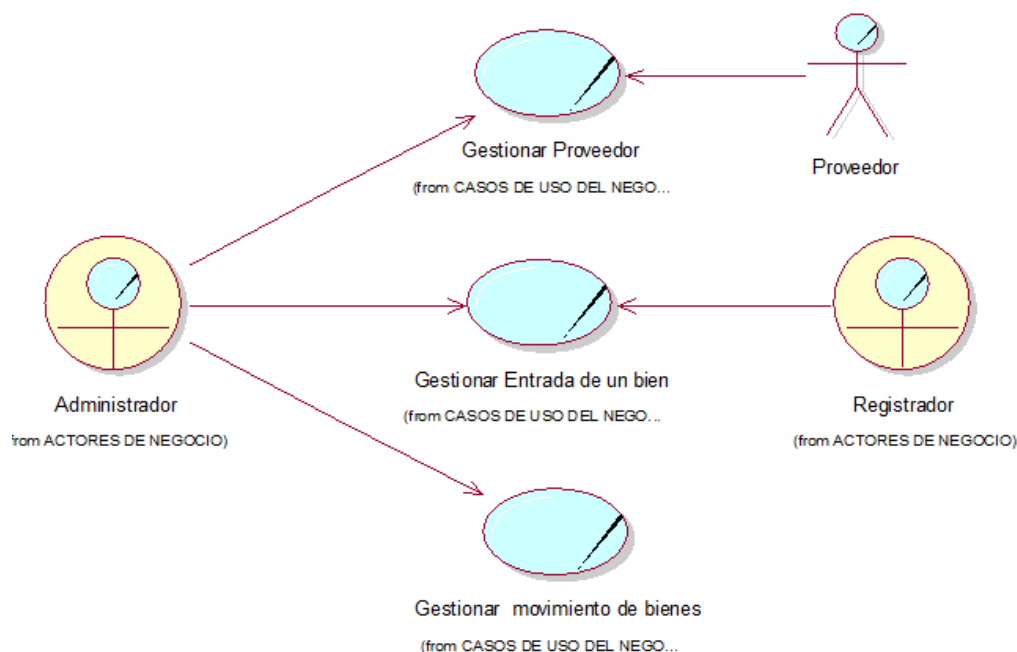 Gestionar Proveedor
(from CASOS DE USO DEL NEGO...
Proveedor
Administrador
from ACTORES DE NEGOCIO)
Gestionar Entrada de un bien
(from CASOS DE USO DEL NEGO...
Registrador
(from ACTORES DE NEGOCIO)
Gestionar movimiento de bienes
(from CASOS DE USO DEL NEGO...